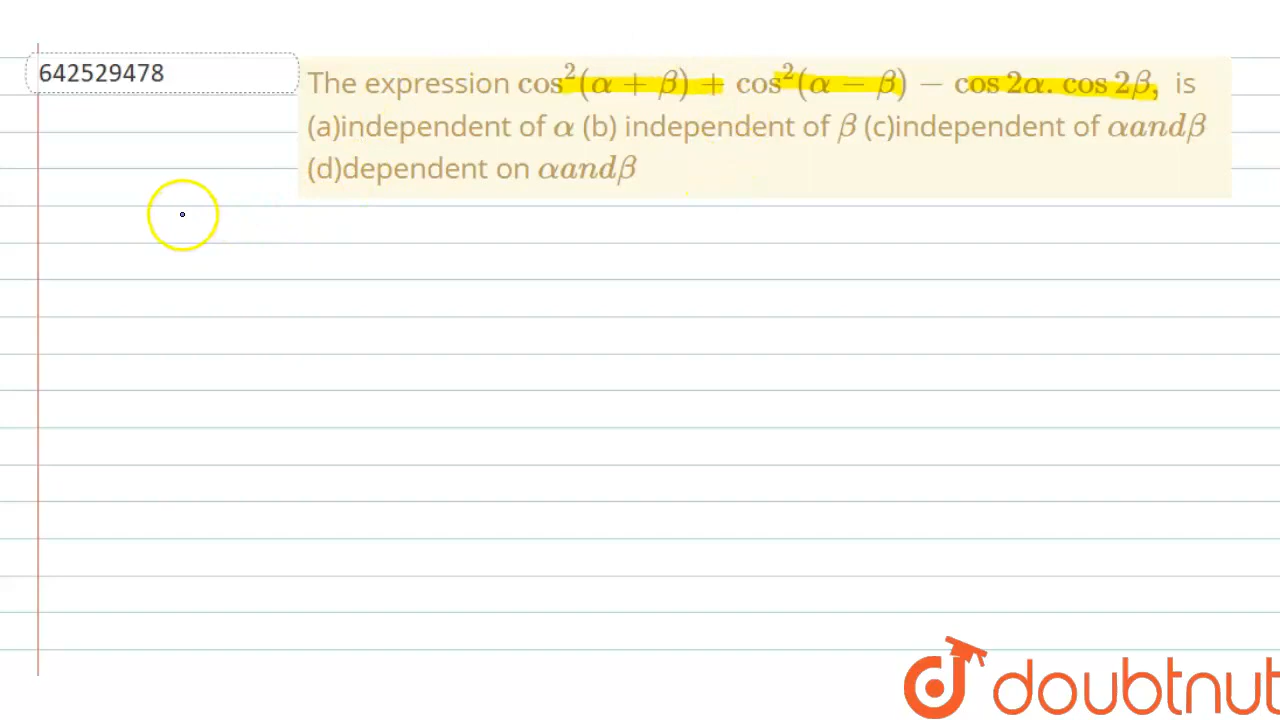 642529478
The expression cos²(α + β) + cos²(α − β) − cos 2α. cos 2β, is
(a)independent of α (b) independent of β (c)independent of αandβ
(d)dependent on αandβ
doubtnut